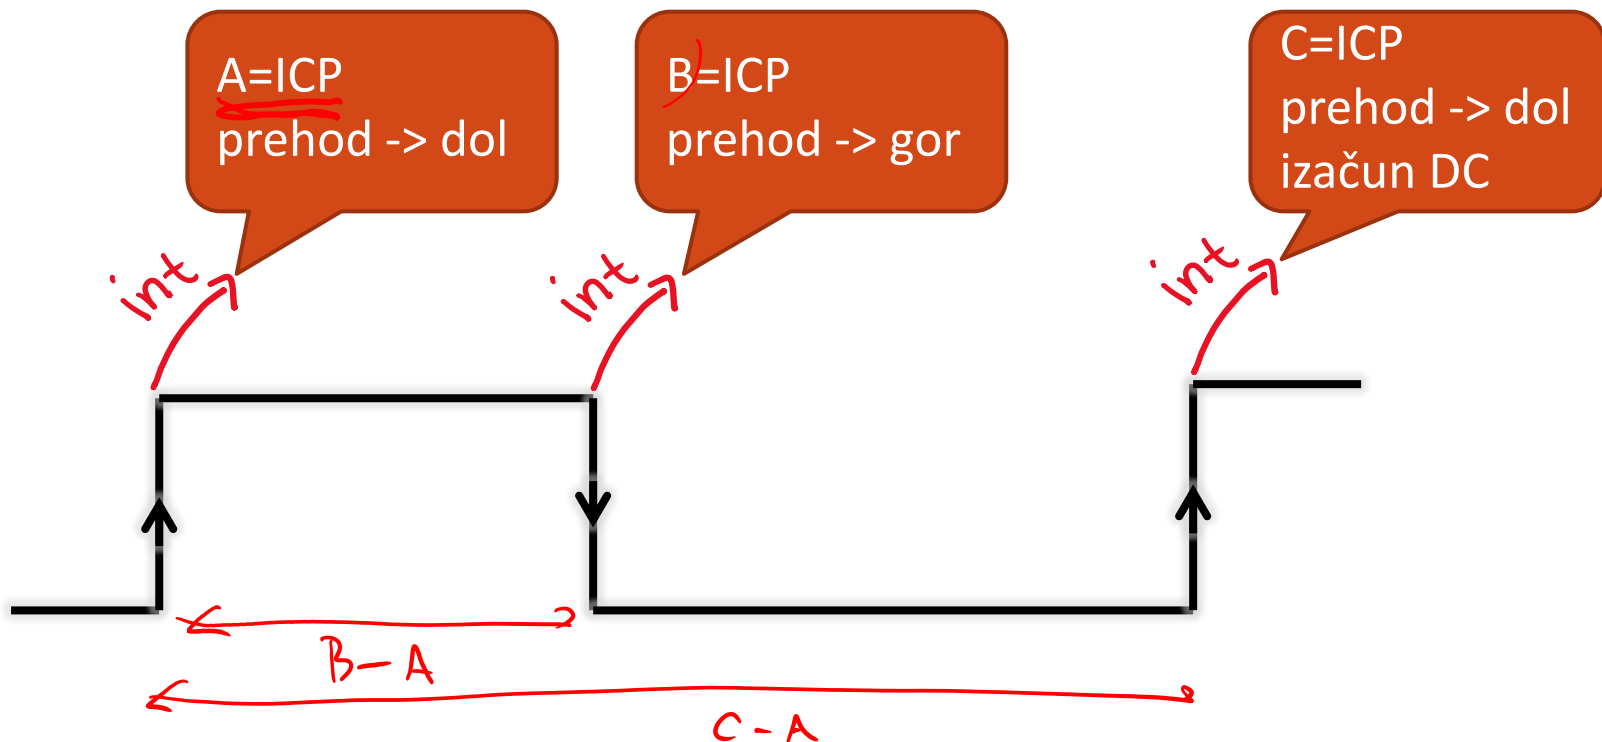 A=ICP
prehod -> dol
B=ICP
prehod -> gor
C=ICP
prehod -> dol
izačun DC
int
int
int
B-A
C-A